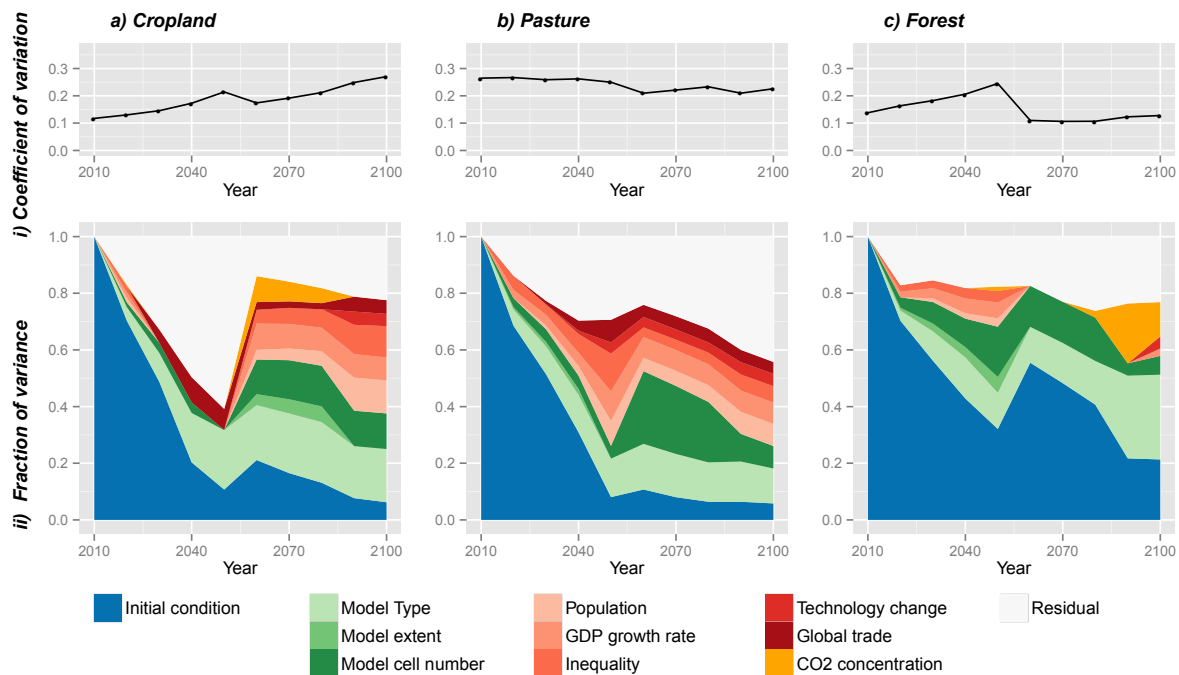 a) Cropland
b) Pasture
c) Forest
i) Coefficient of variation
0.3
0.2
0.1
0.0
2010 2040 2070 2100
Year
0.3
0.2
0.1
0.0
2010 2040 2070 2100
Year
0.3
0.2
0.1
0.0
2010 2040 2070 2100
Year
ii) Fraction of variance
1.0
0.8
0.6
0.4
0.2
0.0
2010 2040 2070 2100
Year
1.0
0.8
0.6
0.4
0.2
0.0
2010 2040 2070 2100
Year
1.0
0.8
0.6
0.4
0.2
0.0
2010 2040 2070 2100
Year
Initial condition
Model Type
Model extent
Model cell number
Population
GDP growth rate
Inequality
Technology change
Global trade
CO2 concentration
Residual